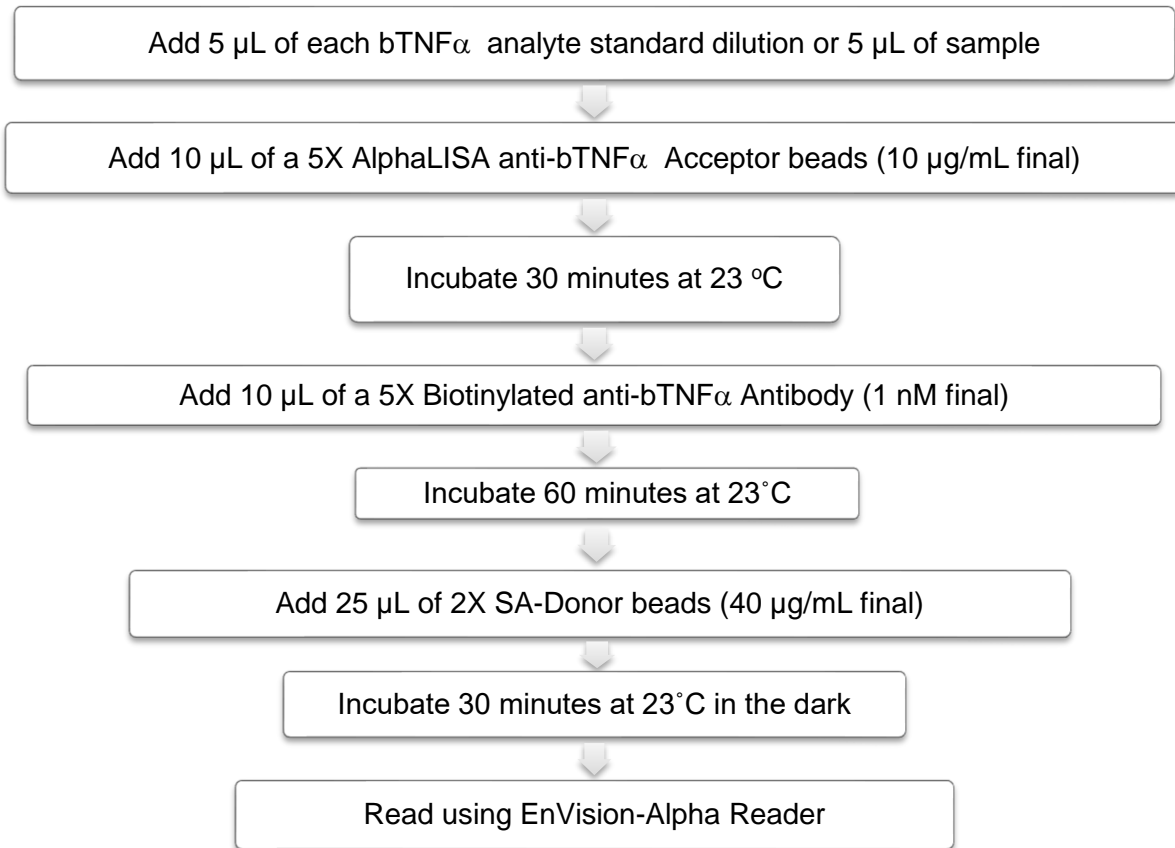 Add 5 µL of each bTNFα analyte standard dilution or 5 µL of sample
Add 10 µL of a 5X AlphaLISA anti-bTNFα Acceptor beads (10 µg/mL final)
Incubate 30 minutes at 23 ºC
Add 10 µL of a 5X Biotinylated anti-bTNFα Antibody (1 nM final)
Incubate 60 minutes at 23˚C
Add 25 µL of 2X SA-Donor beads (40 µg/mL final)
Incubate 30 minutes at 23˚C in the dark
Read using EnVision-Alpha Reader